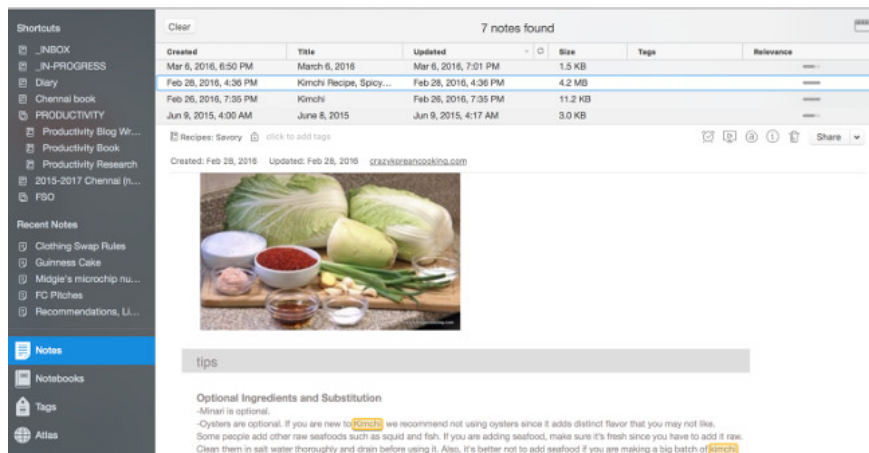 Shortcuts
_INBOX
_IN-PROGRESS
Diary
Chennai book
PRODUCTIVITY
Productivity Blog Wr...
Productivity Book
Productivity Research
2015-2017 Chennai (n...
FSO
Recent Notes
Clothing Swap Rules
Guinness Cake
Midgie's microchip nu...
FC Pitches
Recommendations, Li...
Notes
Notebooks
Tags
Atlas
Clear 7 notes found
Created Title Updated Size Tags Relevance
Mar 6, 2016, 6:50 PM March 6, 2016 Mar 6, 2016, 7:01 PM 1.5 KB
Feb 28, 2016, 4:36 PM Kimchi Recipe, Spicy... Feb 28, 2016, 4:36 PM 4.2 MB
Feb 26, 2016, 7:35 PM Kimchi Feb 26, 2016, 7:35 PM 11.2 KB
Jun 9, 2015, 4:00 AM June 8, 2015 Jun 9, 2015, 4:17 AM 3.0 KB
Recipes: Savory click to add tags Share
Created: Feb 28, 2016 Updated: Feb 28, 2016 crazykoreancooking.com
tips
Optional Ingredients and Substitution
-Minari is optional.
-Oysters are optional. If you are new to Kimchi, we recommend not using oysters since it adds distinct flavor that you may not like.
Some people add other raw seafoods such as squid and fish. If you are adding seafood, make sure it's fresh since you have to add it raw.
Clean them in salt water thoroughly and drain before using it. Also, it's better not to add seafood if you are making a big batch of kimchi